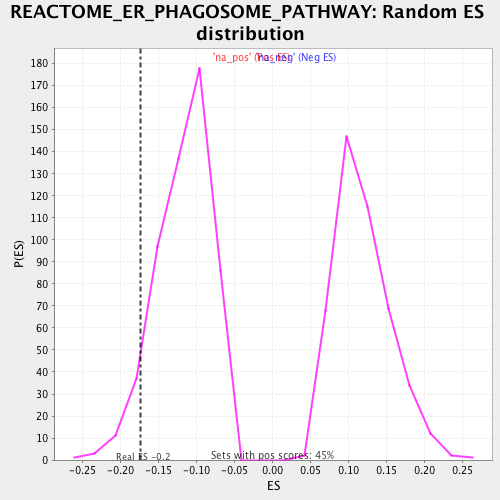 REACTOME_ER_PHAGOSOME_PATHWAY: Random ES
distribution
'na_pos' (Pos ES) 'na_neg' (Neg ES)
180
170
160
150
140
130
120
110
100
90
80
70
60
50
40
30
20
10
0
P(ES)
Real ES -0.2
Sets with pos scores: 45%
-0.25 -0.20 -0.15 -0.10 -0.05 0.00 0.05 0.10 0.15 0.20 0.25
ES